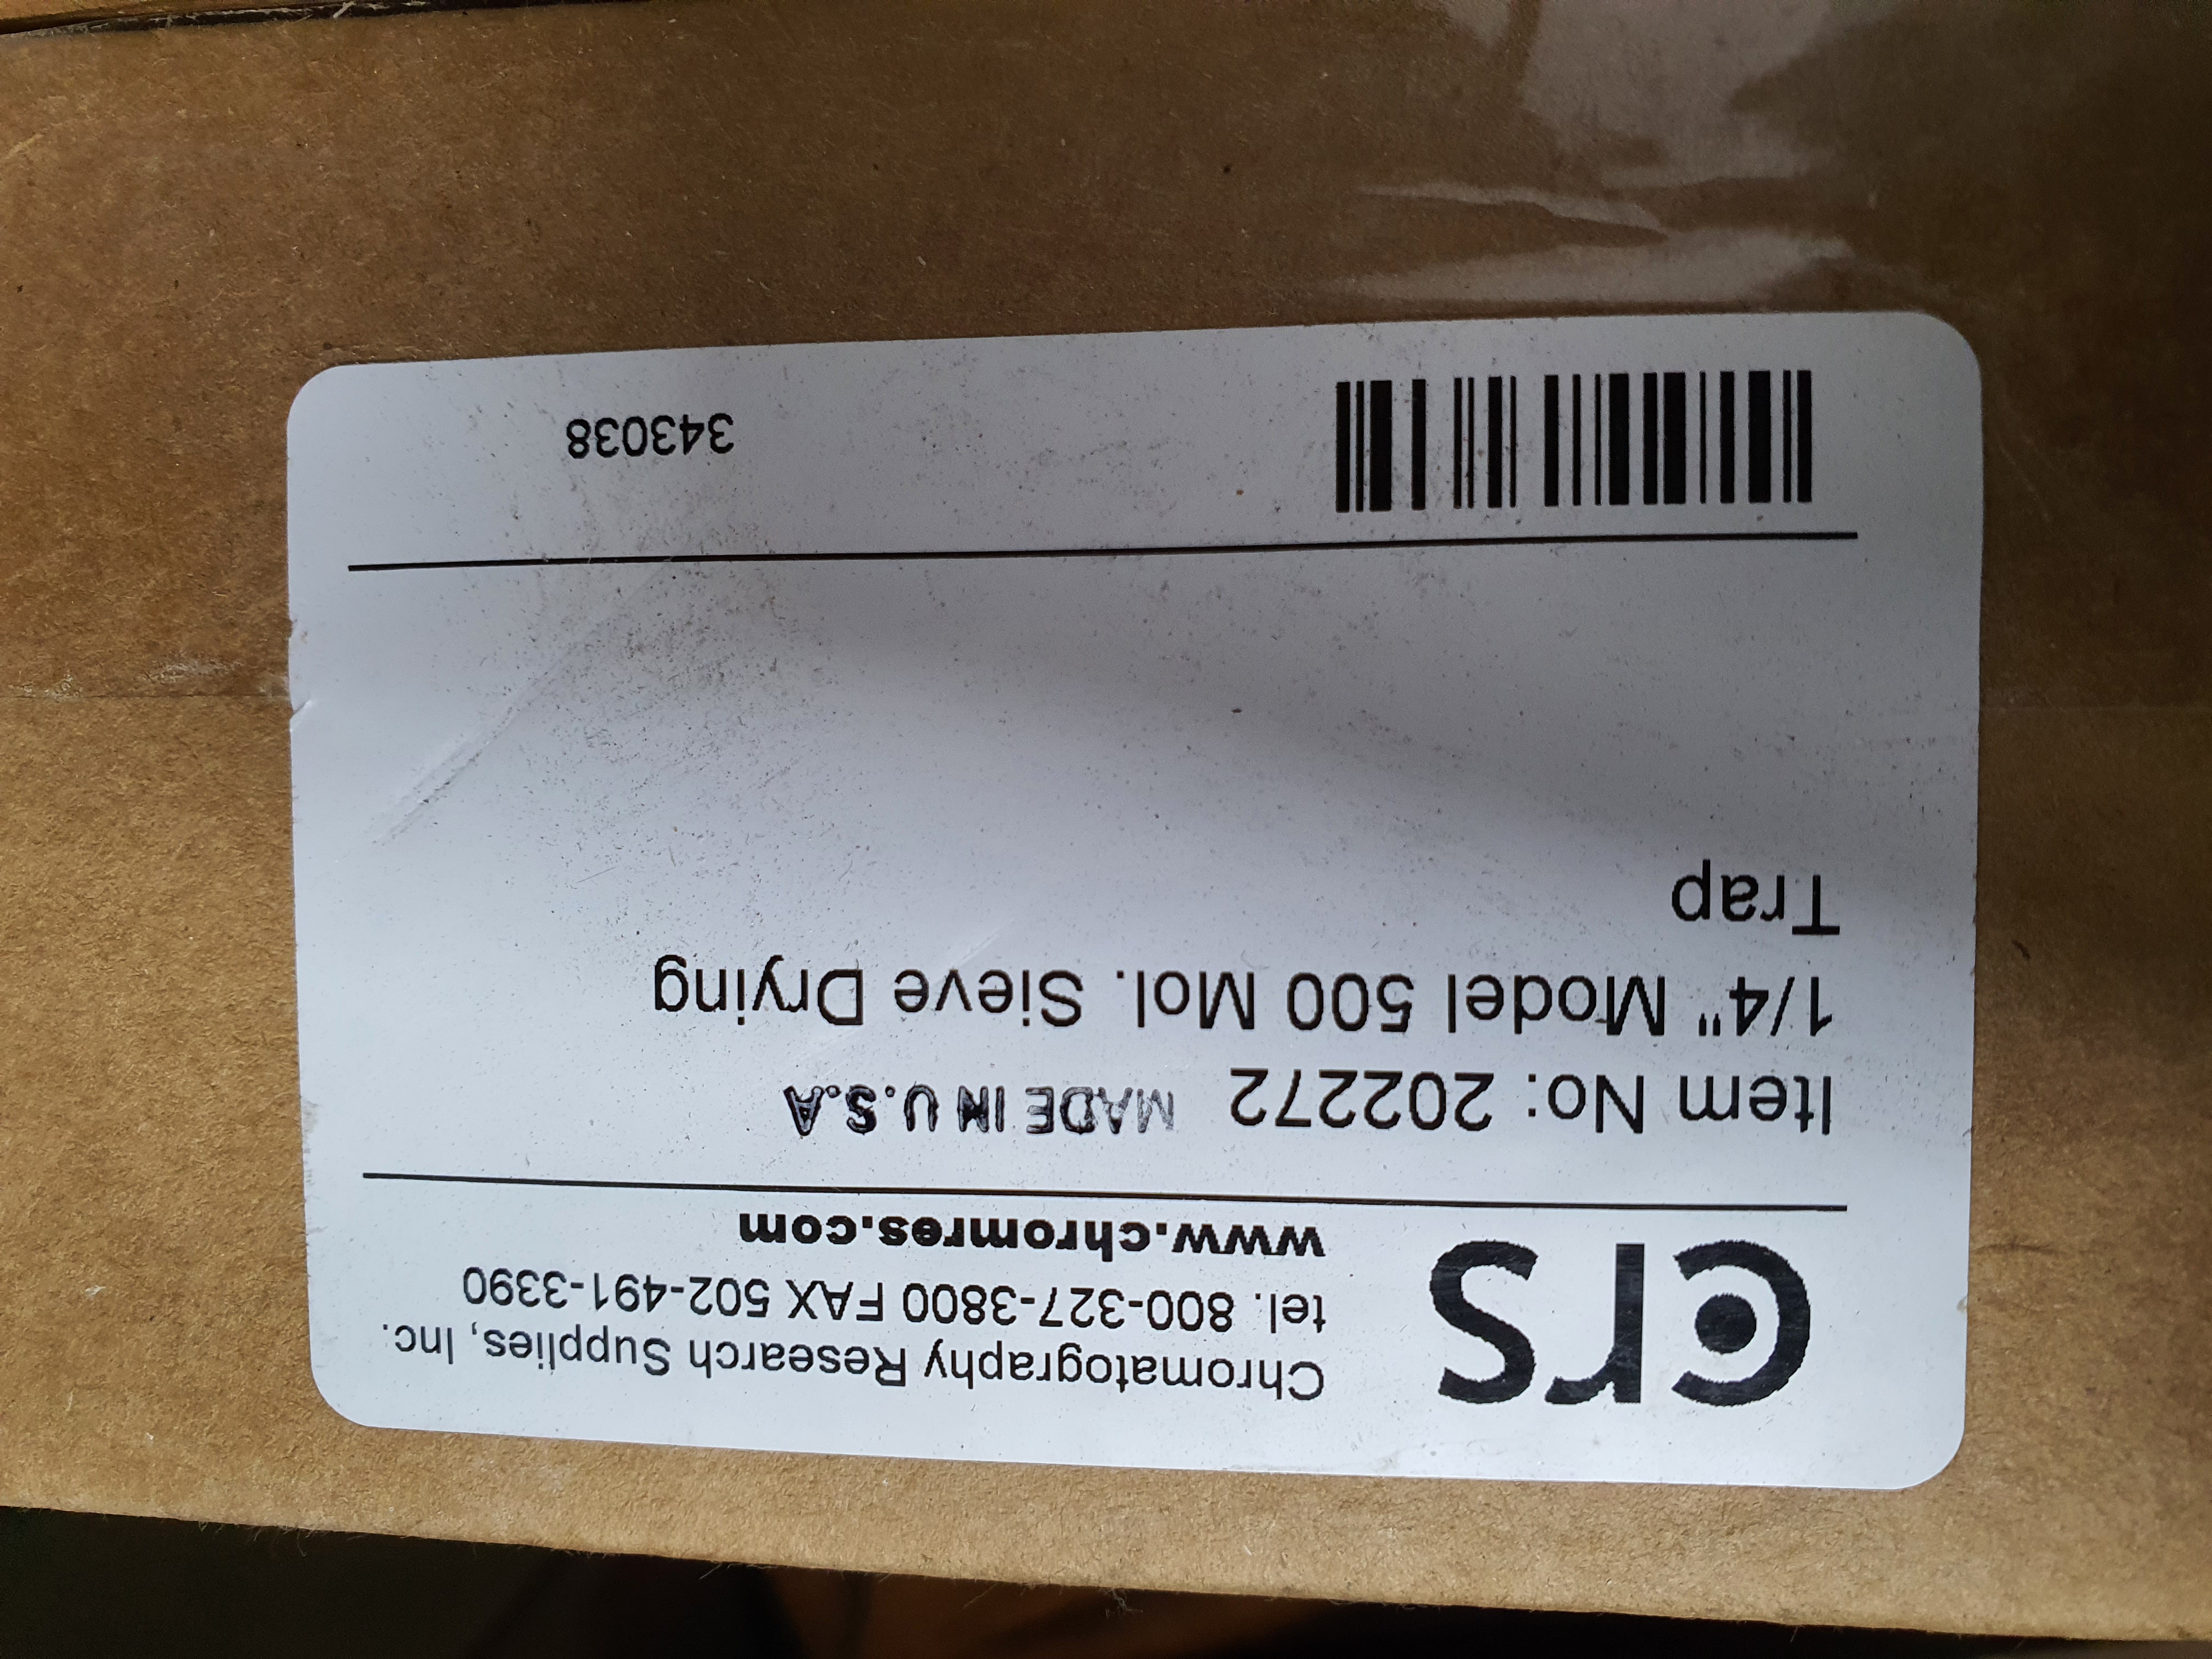 crs
Chromatography Research Supplies, Inc.
tel. 800-327-3800 FAX 502-491-3390
www.chromres.com
Item No: 202272 MADE IN U.S.A
1/4" Model 500 Mol. Sieve Drying
Trap
343038